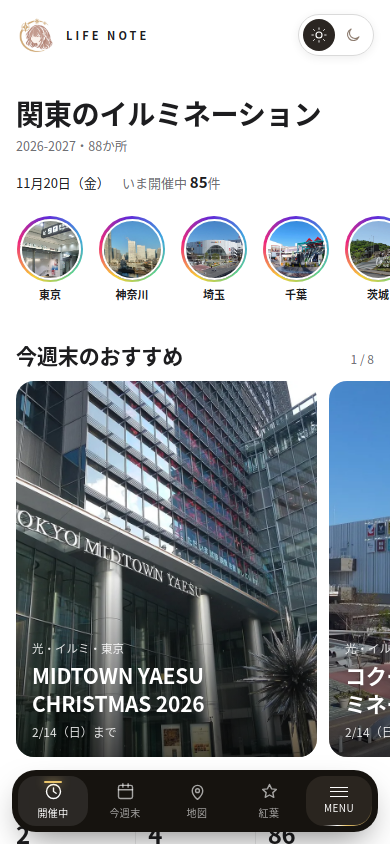 LIFE NOTE
関東のイルミネーション
2026-2027・88か所
11月20日（金） いま開催中 85件
東京
神奈川
埼玉
千葉
茨城
今週末のおすすめ
1 / 8
OKYO MIDTOWN YAESU
光・イルミ・東京
MIDTOWN YAESU
CHRISTMAS 2026
2/14（日）まで
光・イル
コク
ミネ
2/14（日
開催中
今週末
地図
紅葉
MENU
2
4
86